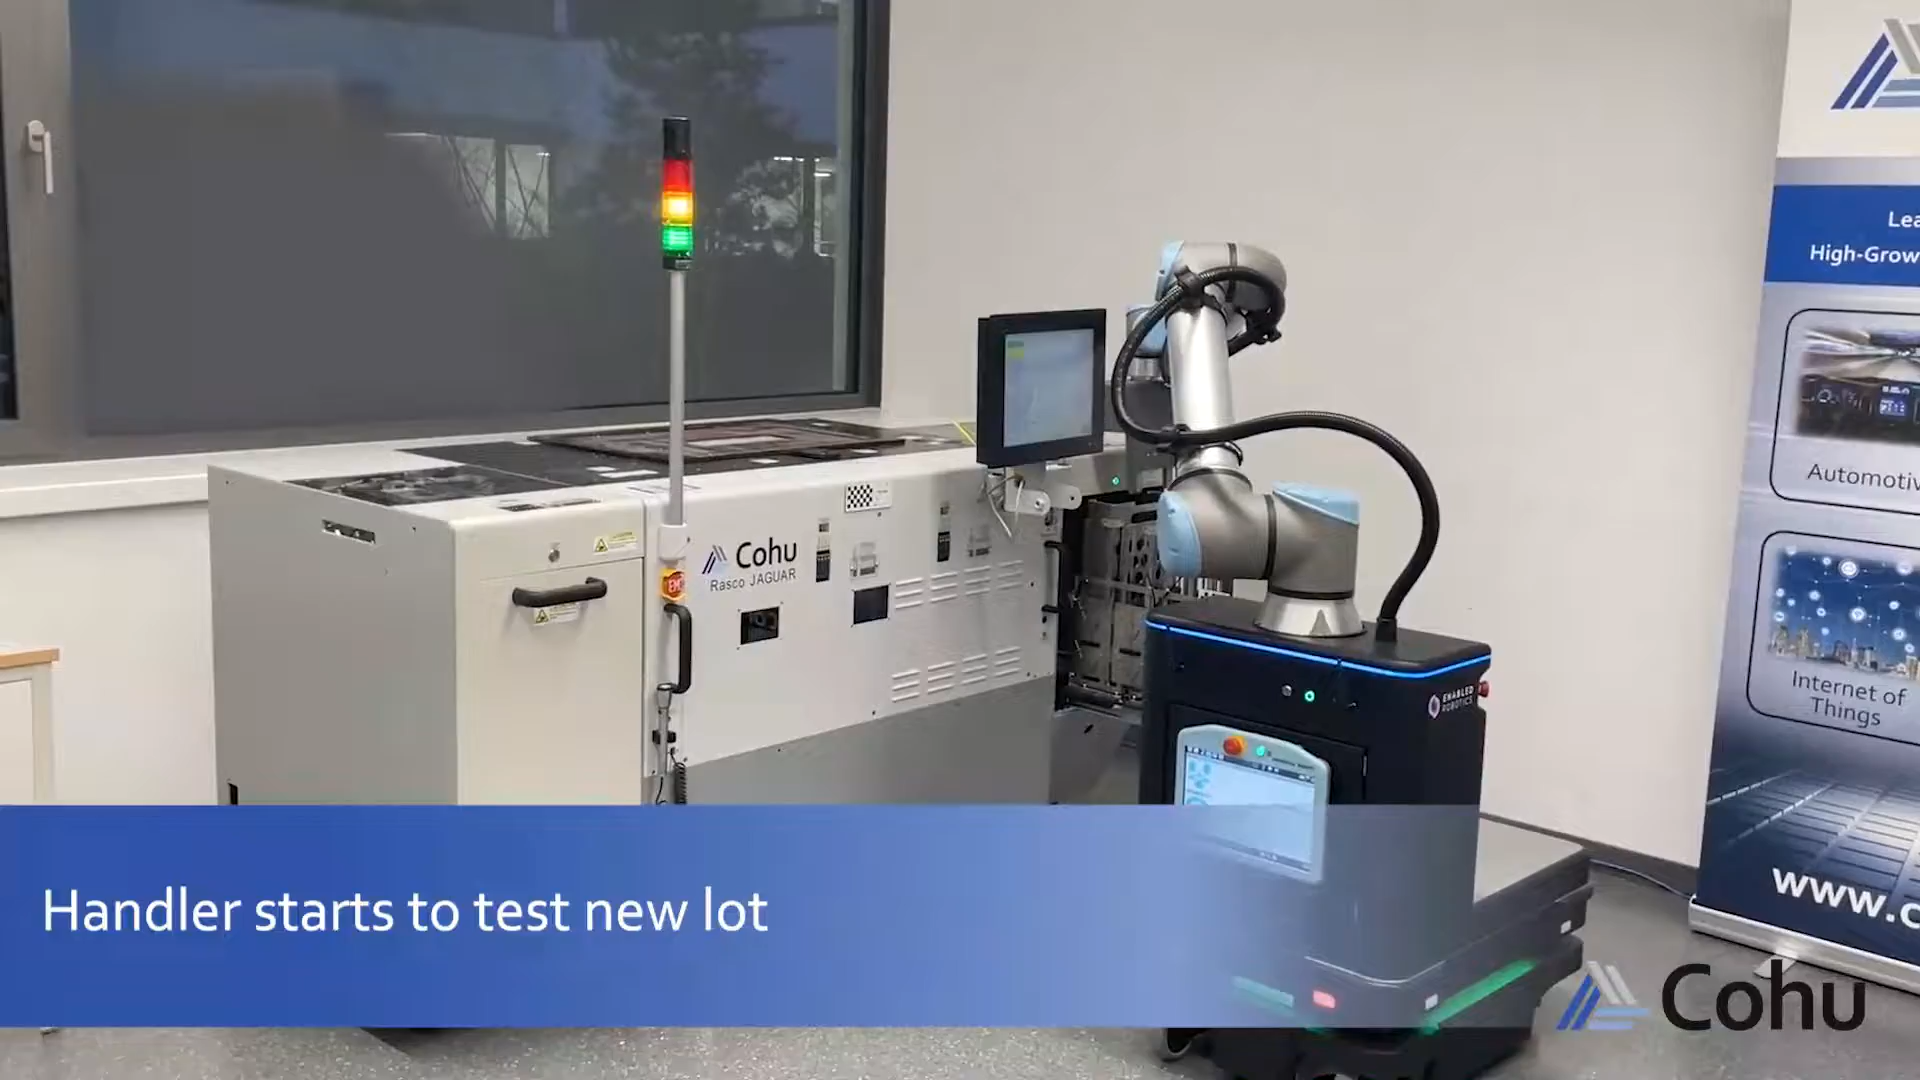 Cohu
Rasco JAGUAR
EM
ENABLED
ROBOTICS
High-Grow
Automotiv
Internet of
Things
www.c
Handler starts to test new lot
Cohu